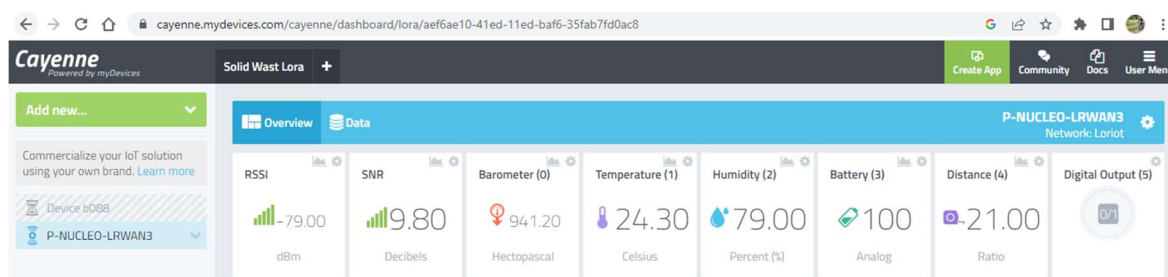 cayenne.mydevices.com/cayenne/dashboard/lora/aef6ae10-41ed-11ed-baf6-35fab7fd0ac8
Cayenne
Powered by myDevices
Solid Wast Lora +
Create App
Community
Docs
User Men
Add new...
Overview
Data
P-NUCLEO-LRWAN3
Network: Loriot
Commercialize your IoT solution
using your own brand. Learn more
Device b088
P-NUCLEO-LRWAN3
RSSI
-79.00
dBm
SNR
9.80
Decibels
Barometer (0)
941.20
Hectopascal
Temperature (1)
24.30
Celsius
Humidity (2)
79.00
Percent (%)
Battery (3)
100
Analog
Distance (4)
21.00
Ratio
Digital Output (5)
0/1